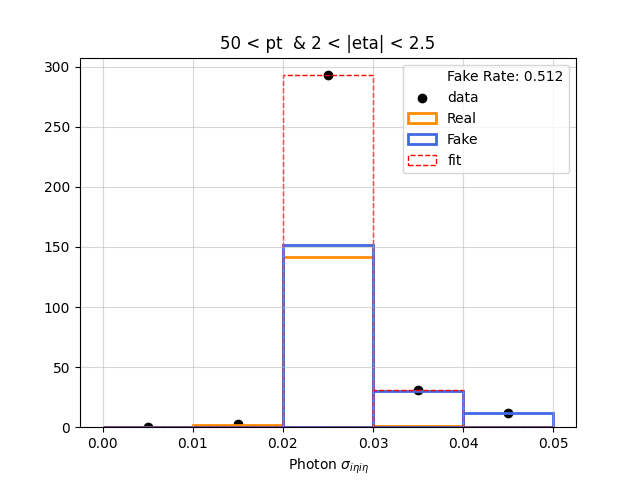 50 < pt  & 2 < |eta| < 2.5
300
250
200
150
100
50
0
Fake Rate: 0.512
data
Real
Fake
fit
0.00 0.01 0.02 0.03 0.04 0.05
Photon σiηiη